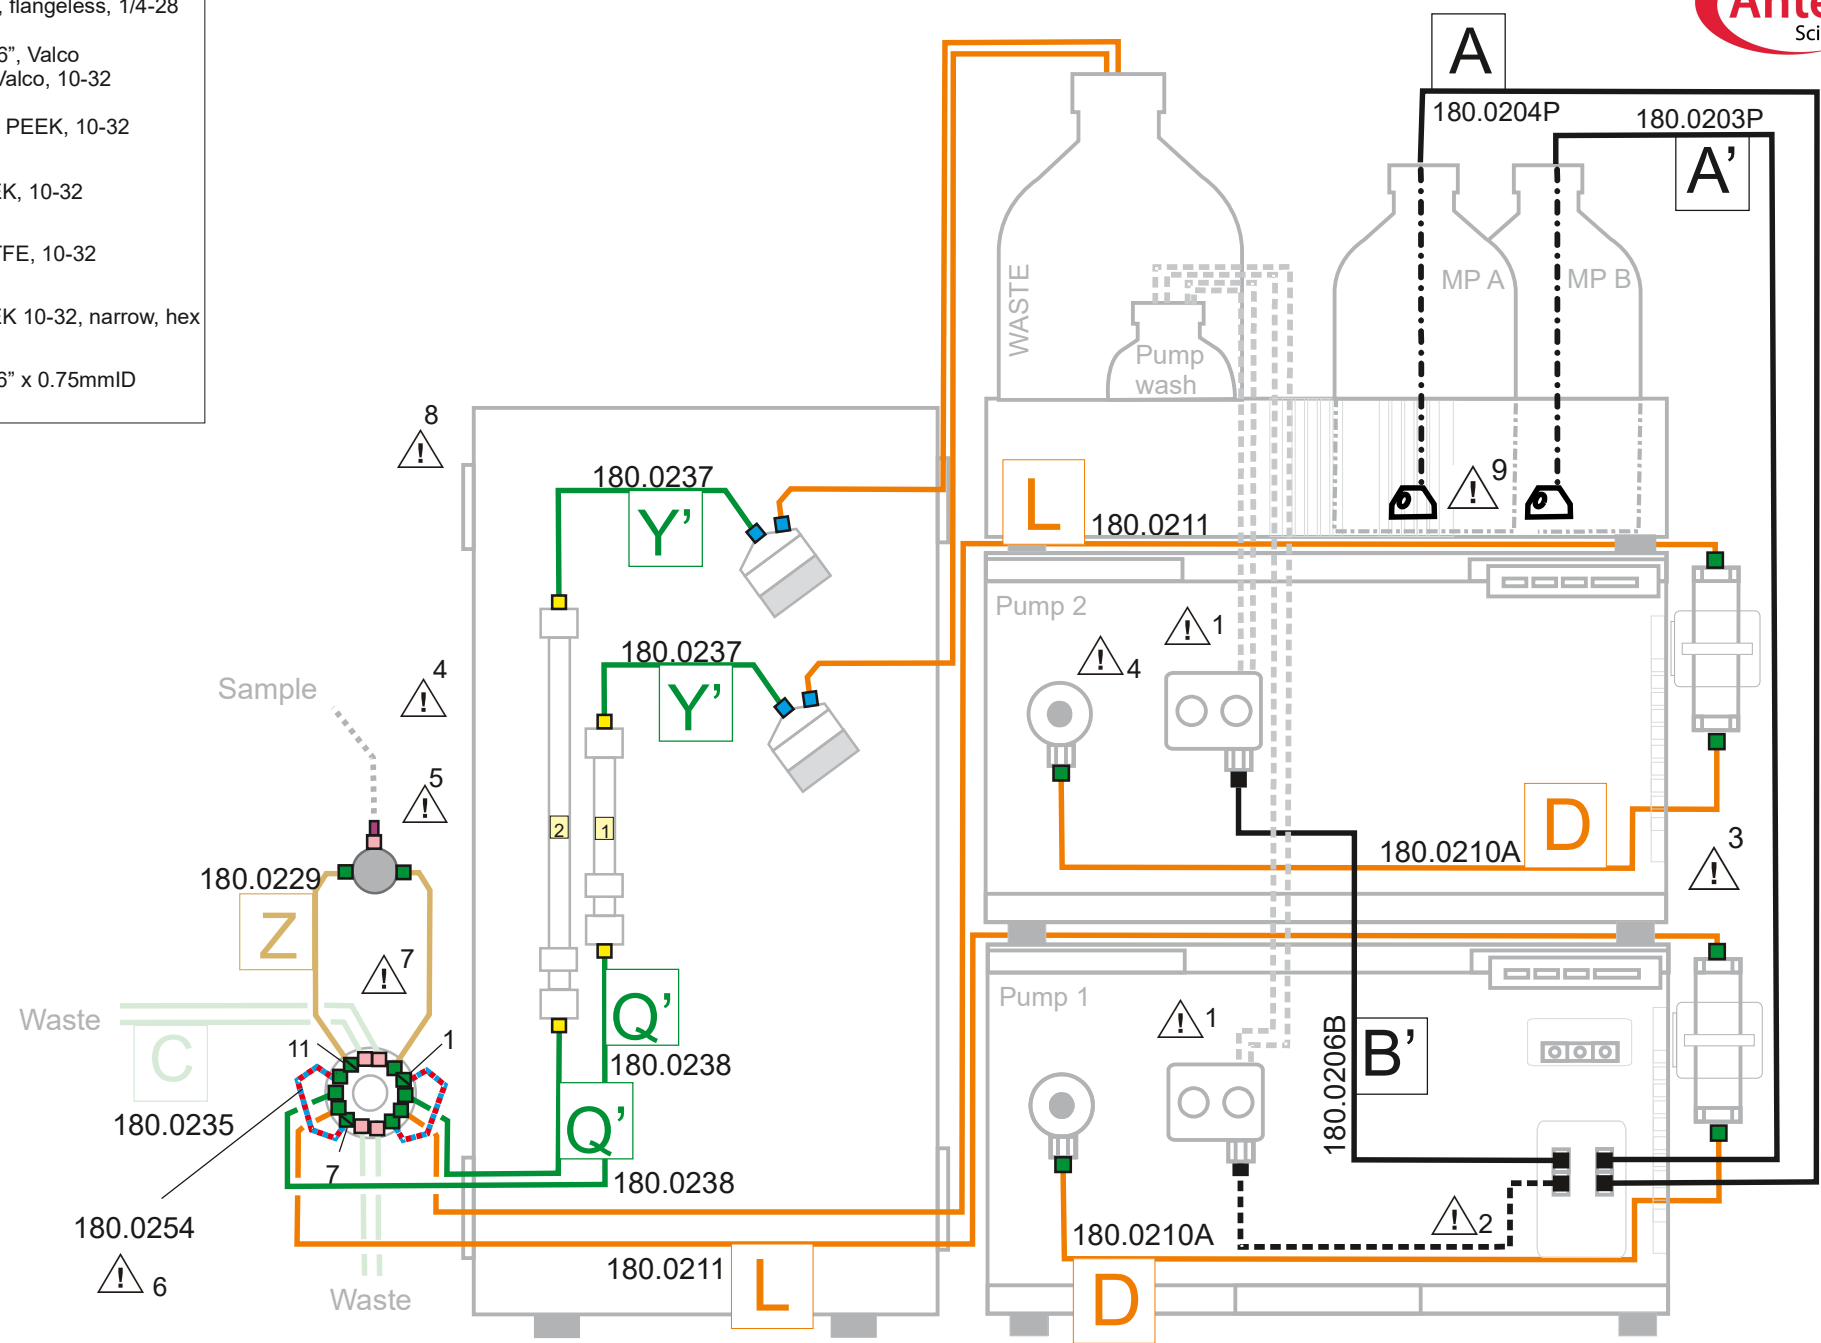 , flangeless, 1/4-28
6”, Valco
Valco, 10-32
PEEK, 10-32
EK, 10-32
TFE, 10-32
EK 10-32, narrow, hex
6” x 0.75mmID
Ante
Sci
A
180.0204P
180.0203P
A’
WASTE
Pump
wash
MP A
MP B
8
!
180.0237
Y’
L
180.0211
!
9
Pump 2
!
1
!
4
180.0237
Y’
Sample
!
4
!
5
2
1
180.0229
Z
!
7
D
180.0210A
!
3
Waste
C
11
1
180.0235
7
Q’
180.0238
Q’
180.0238
180.0254
!
6
Waste
180.0211
L
Pump 1
!
1
180.0206B
B’
!
2
180.0210A
D